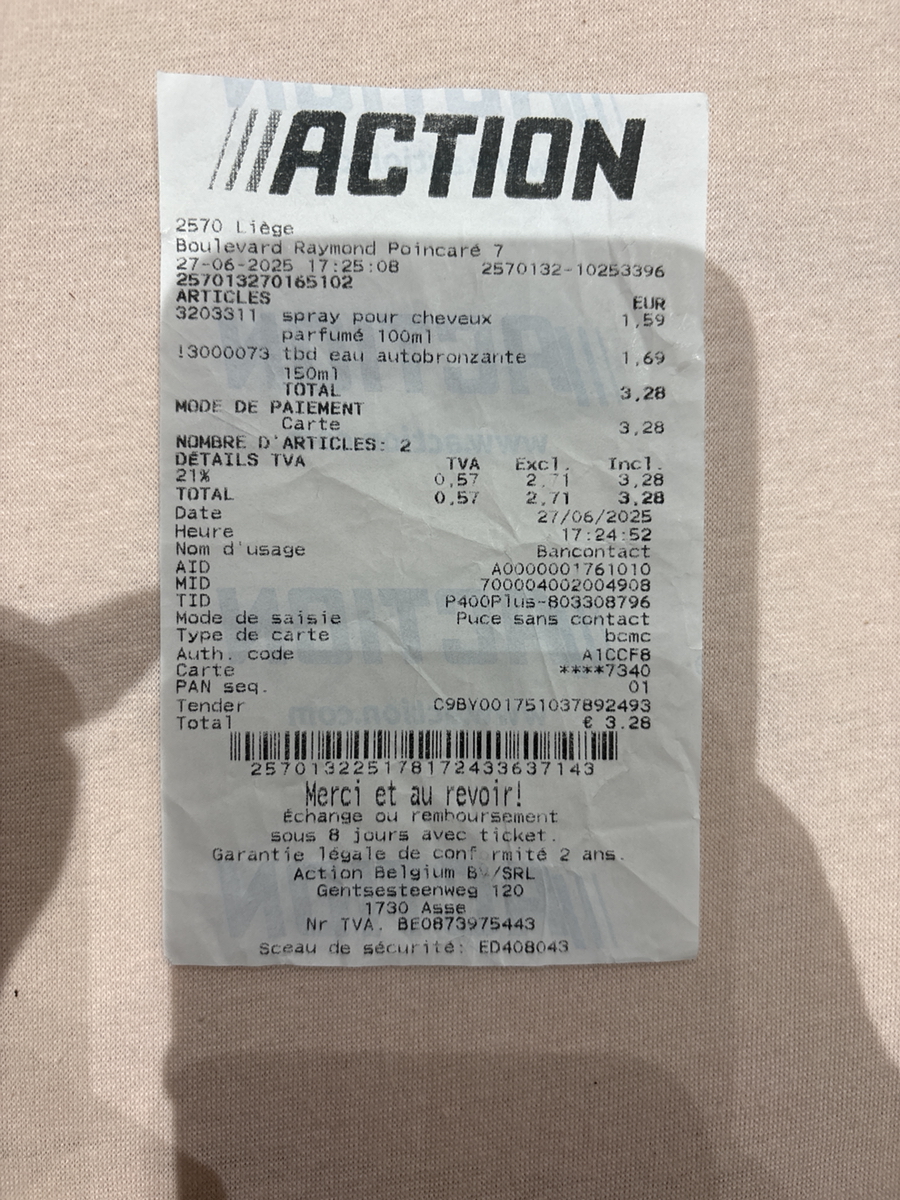 ACTION
2570 Liège
Boulevard Raymond Poincaré 7
27-06-2025 17:25:08 2570132-10253396
257013270165102
ARTICLES EUR
3203311 spray pour cheveux 1,59
parfumé 100ml
!3000073 tbd eau autobronzante 1,69
150ml
TOTAL 3,28
MODE DE PAIEMENT
Carte 3,28
NOMBRE D'ARTICLES: 2
DÉTAILS TVA TVA Excl. Incl.
21% 0,57 2,71 3,28
TOTAL 0,57 2,71 3,28
Date 27/06/2025
Heure 17:24:52
Nom d'usage Bancontact
AID A0000001761010
MID 700004002004908
TID P400Plus-803308796
Mode de saisie Puce sans contact
Type de carte bcmc
Auth. code A1CCF8
Carte ****7340
PAN seq. 01
Tender C9BY001751037892493
Total € 3.28
2570132251781724336​37143
Merci et au revoir!
Échange ou remboursement
sous 8 jours avec ticket.
Garantie légale de conf rmité 2 ans.
Action Belgium BV/SRL
Gentsesteenweg 120
1730 Asse
Nr TVA. BE0873975443
Sceau de sécurité: ED408043